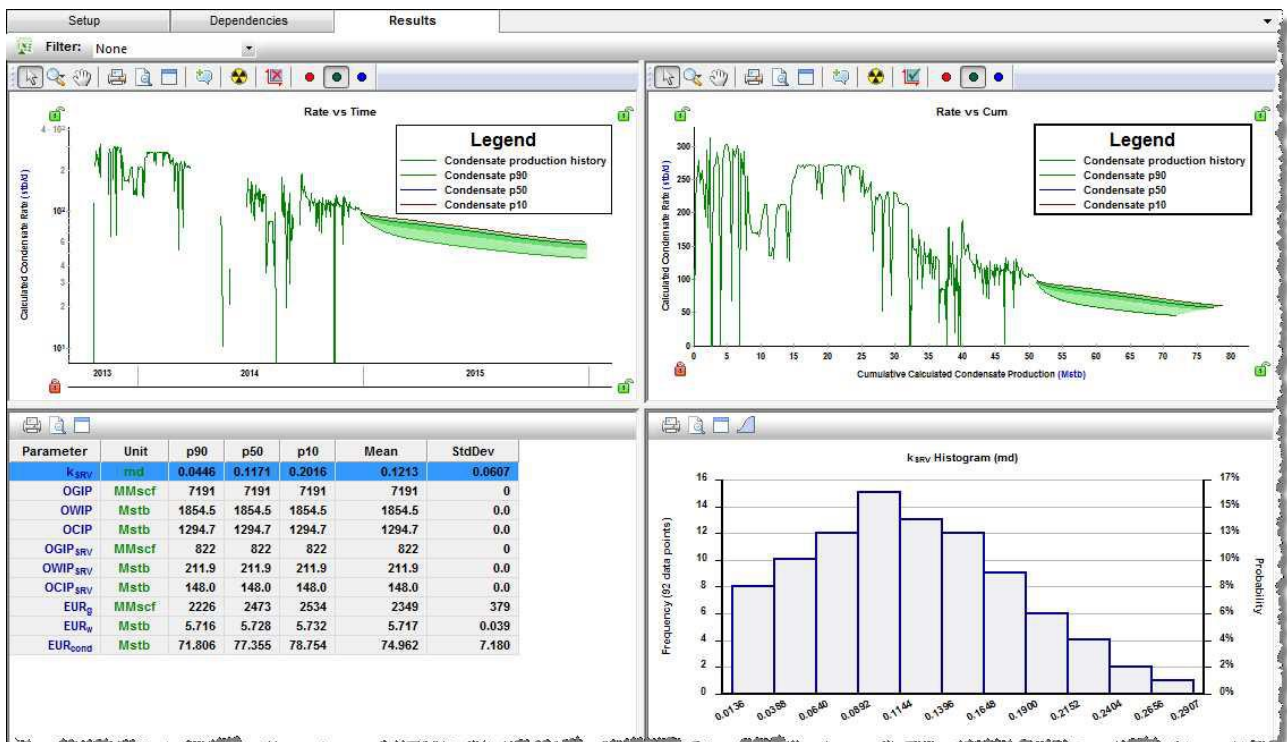 Setup Dependencies Results
Filter: None
Rate vs Time
Legend
Condensate production history
Condensate p90
Condensate p50
Condensate p10
Calculated Condensate Rate (stb/d)
4 10²
2
10²
6
4
3
2
10¹
2013 2014 2015
Rate vs Cum
Legend
Condensate production history
Condensate p90
Condensate p50
Condensate p10
Calculated Condensate Rate (stb/d)
300
250
200
150
100
50
0
0 5 10 15 20 25 30 35 40 45 50 55 60 65 70 75 80
Cumulative Calculated Condensate Production (Mstb)
Parameter Unit p90 p50 p10 Mean StdDev
kSRV md 0.0446 0.1171 0.2016 0.1213 0.0607
OGIP MMscf 7191 7191 7191 7191 0
OWIP Mstb 1854.5 1854.5 1854.5 1854.5 0.0
OCIP Mstb 1294.7 1294.7 1294.7 1294.7 0.0
OGIPSRV MMscf 822 822 822 822 0
OWIPSRV Mstb 211.9 211.9 211.9 211.9 0.0
OCIPSRV Mstb 148.0 148.0 148.0 148.0 0.0
EURg MMscf 2226 2473 2534 2349 379
EURw Mstb 5.716 5.728 5.732 5.717 0.039
EURcond Mstb 71.806 77.355 78.754 74.962 7.180
kSRV Histogram (md)
Frequency (92 data points)
16
14
12
10
8
6
4
2
0
17%
15%
13%
10%
8%
6%
4%
2%
0%
Probability
0.0136 0.0388 0.0640 0.0892 0.1144 0.1396 0.1648 0.1900 0.2152 0.2404 0.2656 0.2907